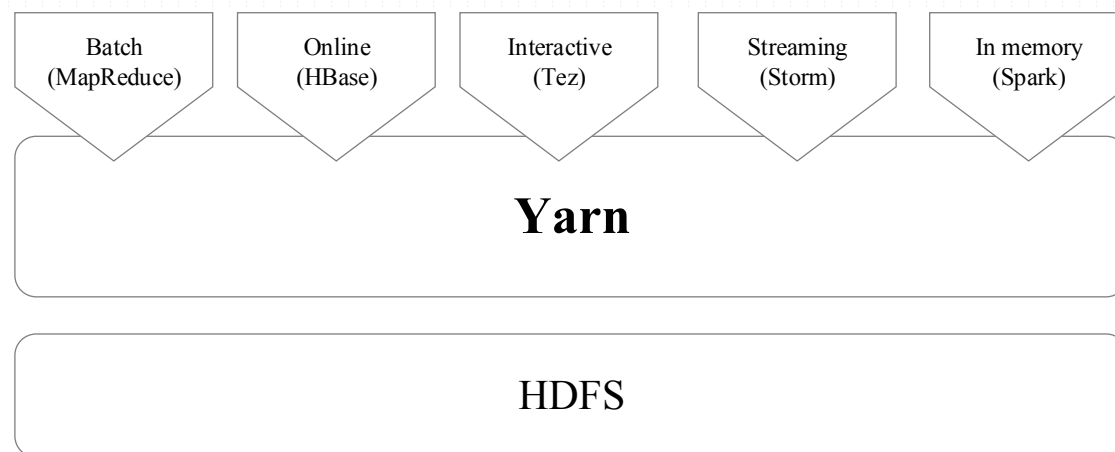 Batch
(MapReduce)
Online
(HBase)
Interactive
(Tez)
Streaming
(Storm)
In memory
(Spark)
Yarn
HDFS